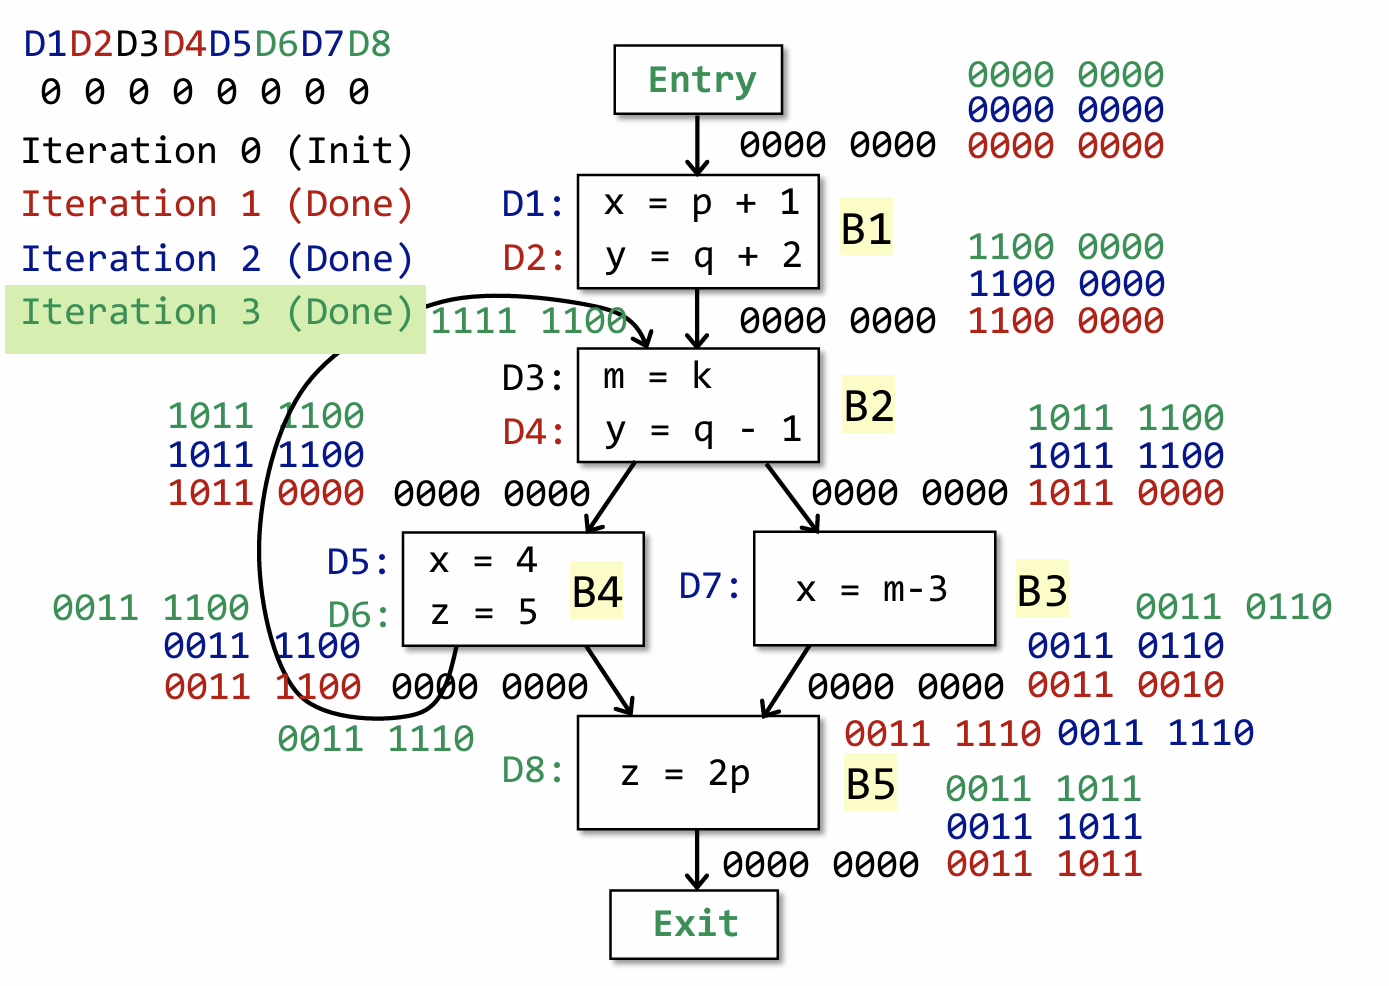 D1D2D3D4D5D6D7D8
0 0 0 0 0 0 0 0
Iteration 0 (Init)
Iteration 1 (Done)
Iteration 2 (Done)
Iteration 3 (Done)
Entry
0000 0000
0000 0000
0000 0000
0000 0000
D1: x = p + 1
D2: y = q + 2
B1
1100 0000
1100 0000
0000 0000 1100 0000
1111 1100
D3: m = k
D4: y = q - 1
B2
1011 1100
1011 1100
1011 0000 0000 0000
1011 1100
1011 1100
0000 0000 1011 0000
D5: x = 4
D6: z = 5
B4
D7: x = m-3
B3
0011 1100
0011 1100
0011 1100 0000 0000
0011 0110
0011 0110
0000 0000 0011 0010
0011 1110
0011 1110 0011 1110
D8: z = 2p
B5
0011 1011
0011 1011
0000 0000 0011 1011
Exit